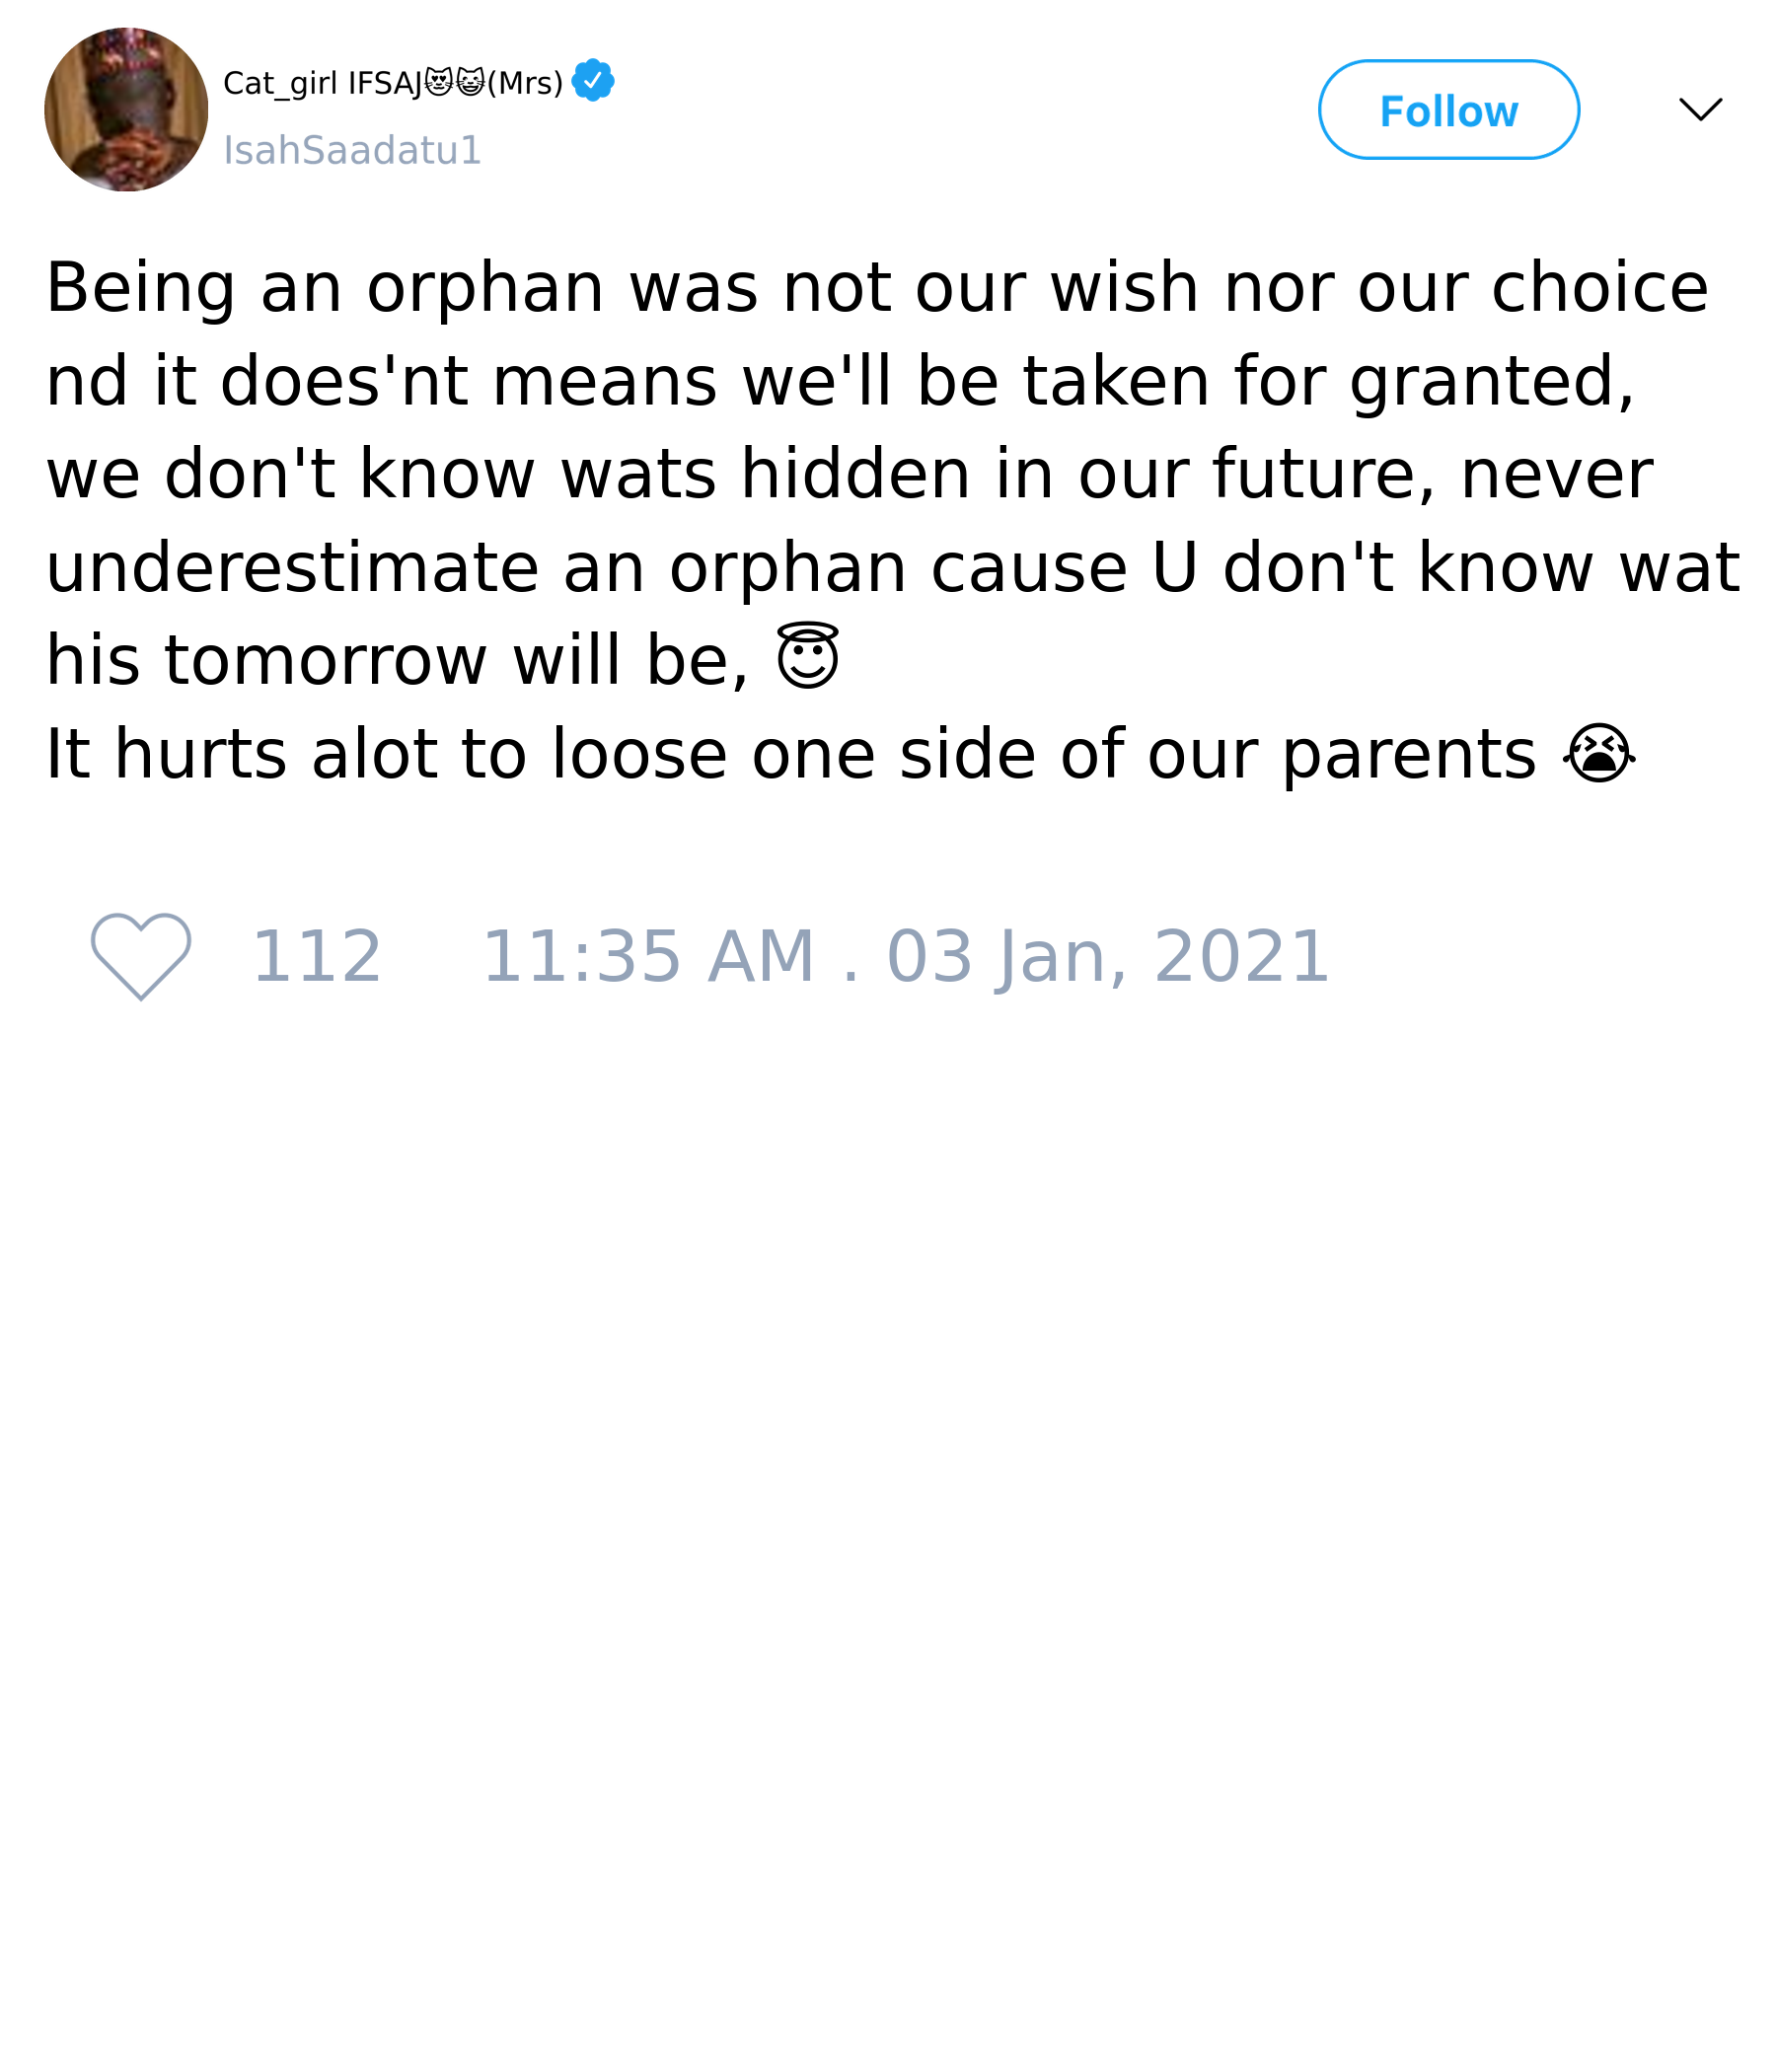 Cat_girl IFSAJ😻😺(Mrs)
IsahSaadatu1
Follow
Being an orphan was not our wish nor our choice
nd it does'nt means we'll be taken for granted,
we don't know wats hidden in our future, never
underestimate an orphan cause U don't know wat
his tomorrow will be, 😇
It hurts alot to loose one side of our parents 😭
112 11:35 AM . 03 Jan, 2021